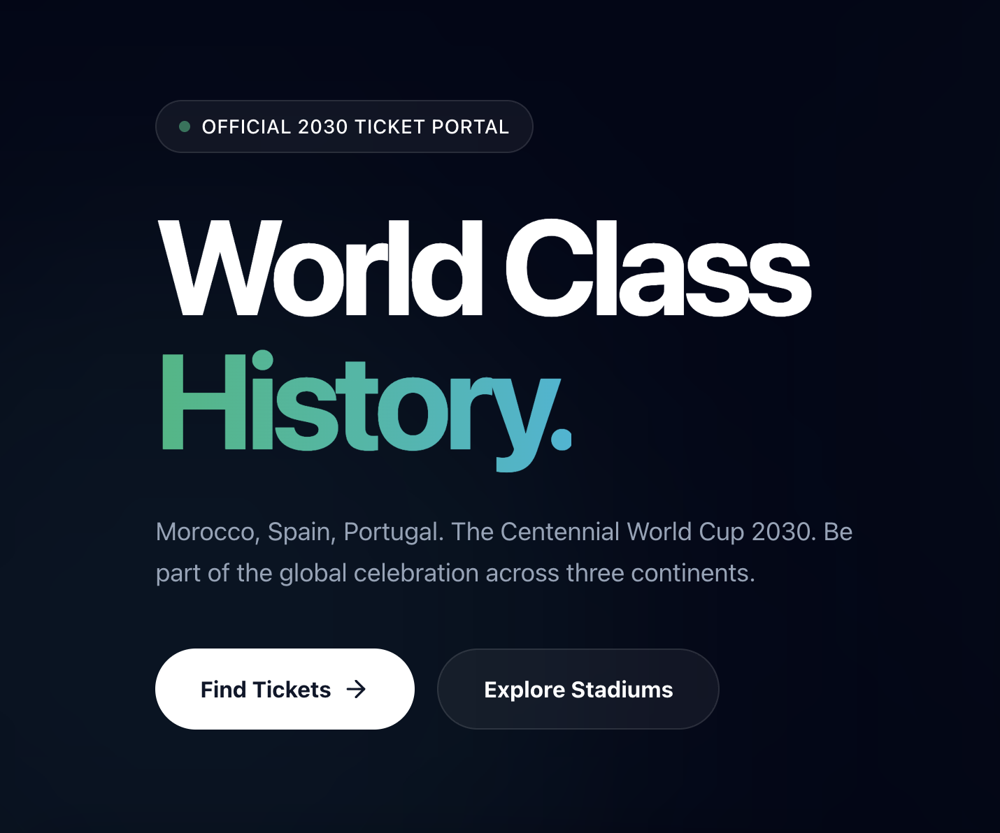 OFFICIAL 2030 TICKET PORTAL
World Class
History.
Morocco, Spain, Portugal. The Centennial World Cup 2030. Be
part of the global celebration across three continents.
Find Tickets →
Explore Stadiums